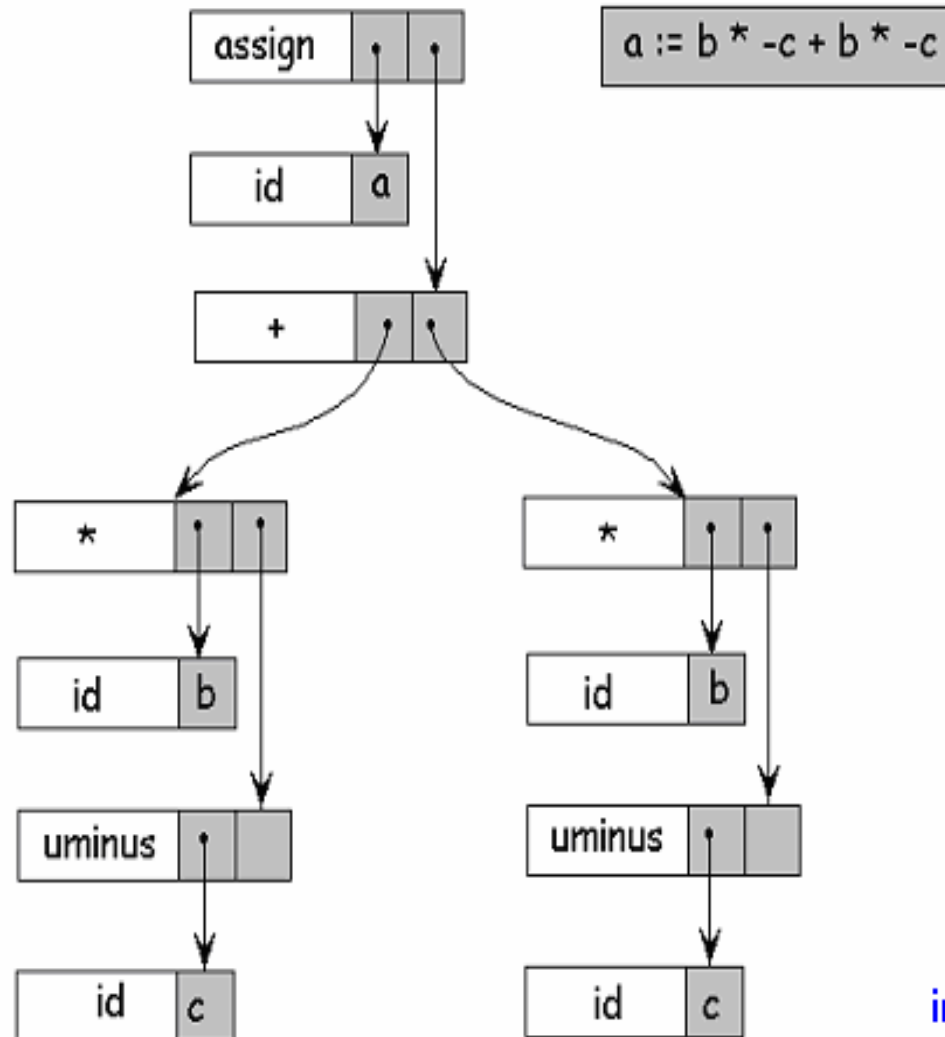 assign
a := b * -c + b * -c
id a
+
*
*
id b
id b
uminus
uminus
id c
id c